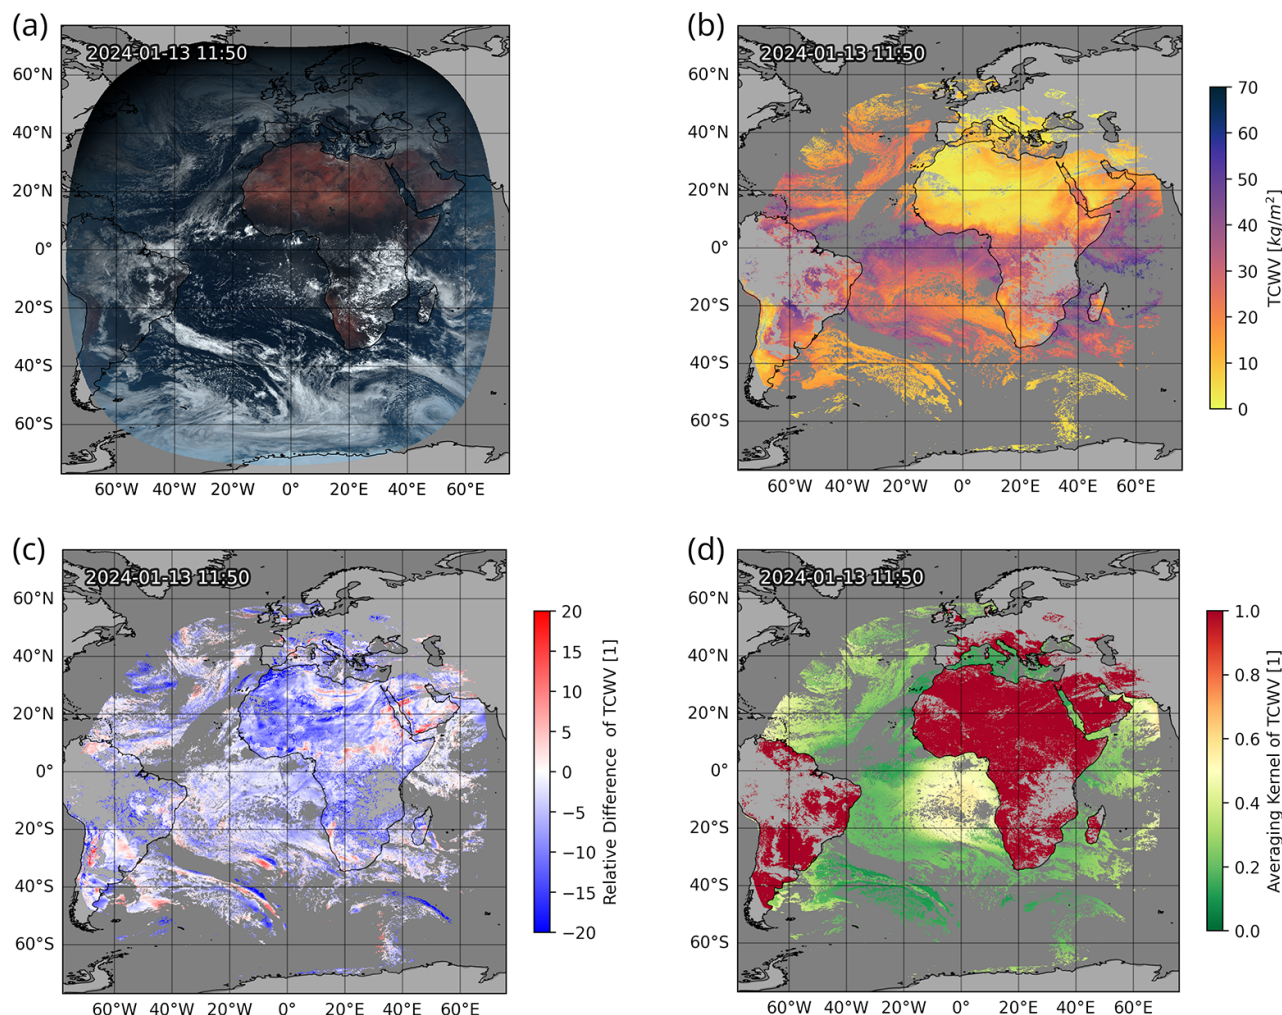 (a)
2024-01-13 11:50
60°N
40°N
20°N
0°
20°S
40°S
60°S
60°W 40°W 20°W 0° 20°E 40°E 60°E
(b)
2024-01-13 11:50
60°N
40°N
20°N
0°
20°S
40°S
60°S
60°W 40°W 20°W 0° 20°E 40°E 60°E
70
60
50
40
30
20
10
0
TCWV [kg/m²]
(c)
2024-01-13 11:50
60°N
40°N
20°N
0°
20°S
40°S
60°S
60°W 40°W 20°W 0° 20°E 40°E 60°E
20
15
10
5
0
−5
−10
−15
−20
Relative Difference of TCWV [1]
(d)
2024-01-13 11:50
60°N
40°N
20°N
0°
20°S
40°S
60°S
60°W 40°W 20°W 0° 20°E 40°E 60°E
1.0
0.8
0.6
0.4
0.2
0.0
Averaging Kernel of TCWV [1]